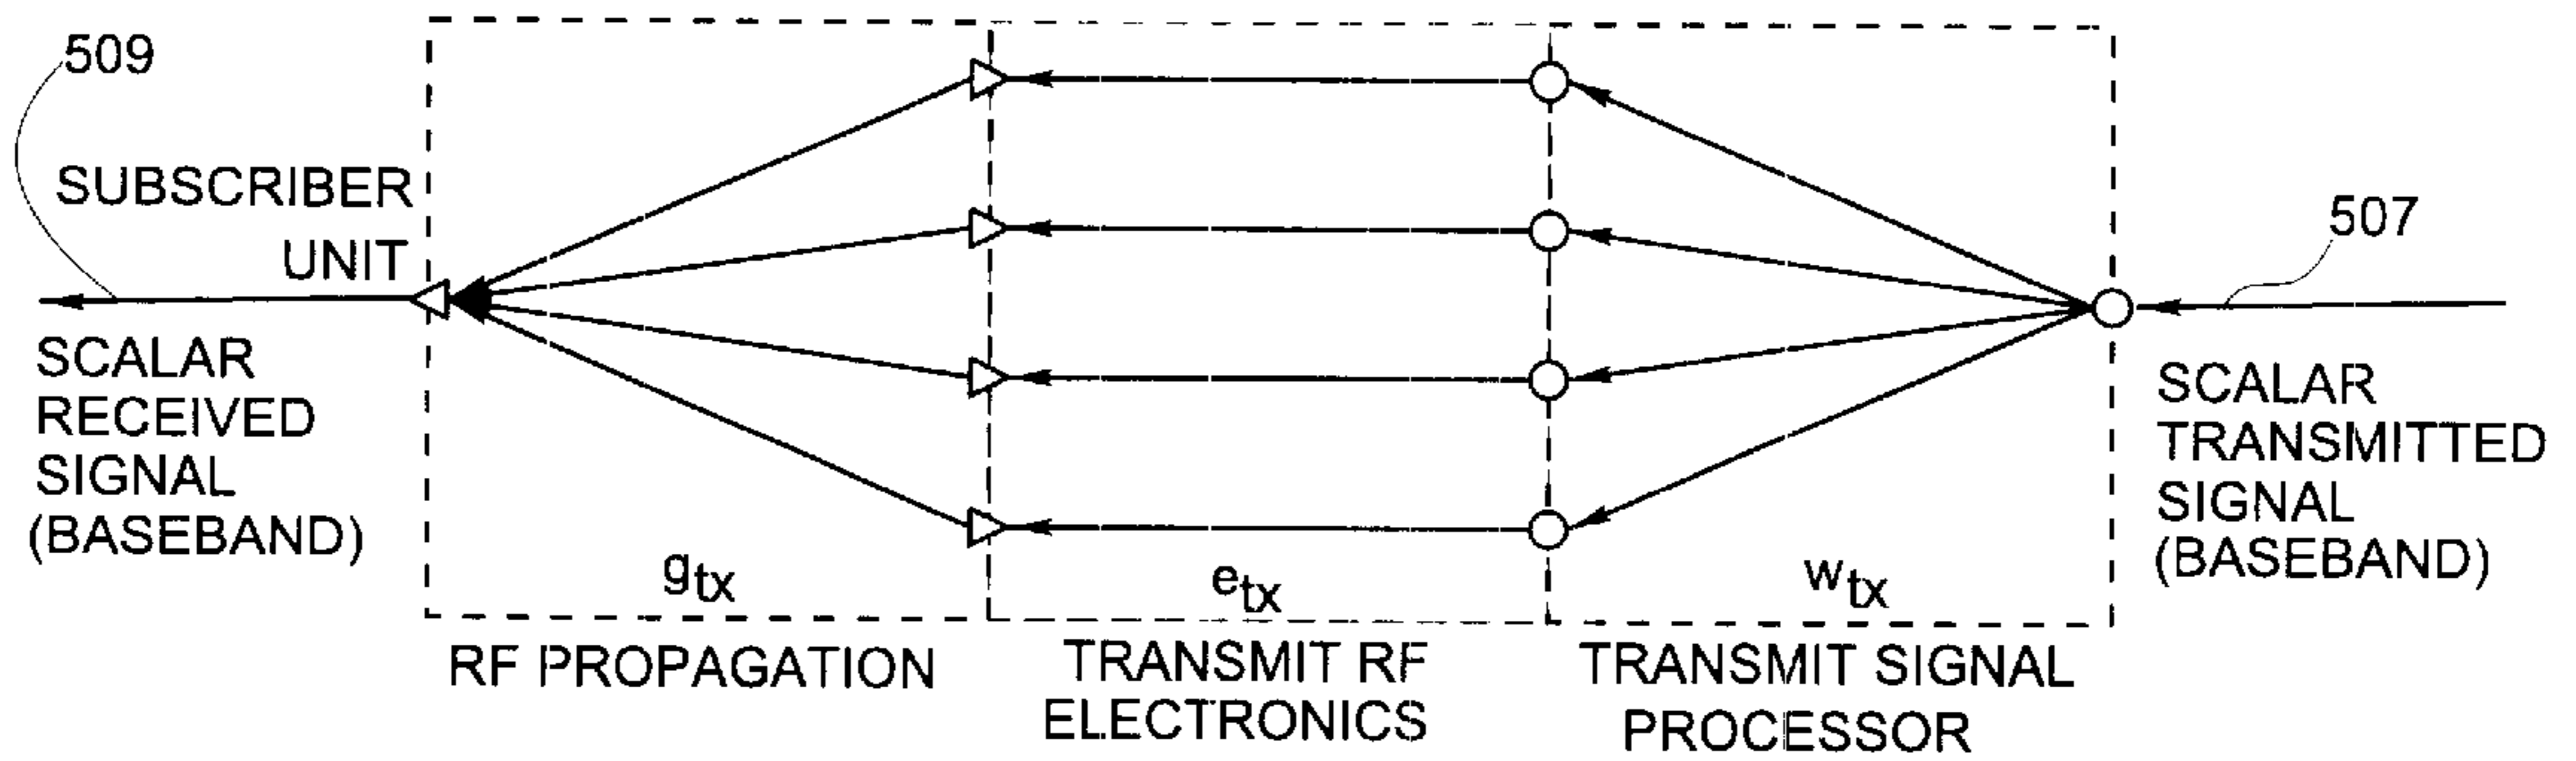 509
SUBSCRIBER
UNIT
SCALAR
RECEIVED
SIGNAL
(BASEBAND)
507
SCALAR
TRANSMITTED
SIGNAL
(BASEBAND)
gtx
etx
wtx
RF PROPAGATION
TRANSMIT RF
ELECTRONICS
TRANSMIT SIGNAL
PROCESSOR